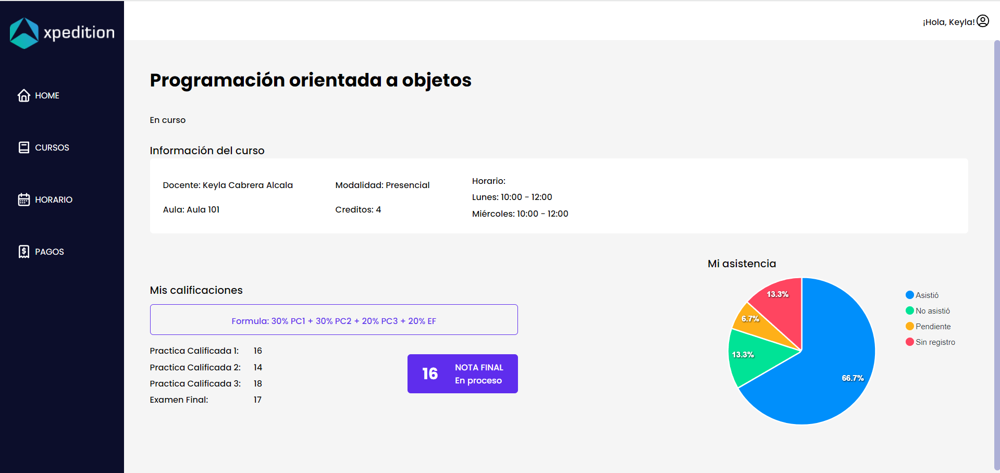 xpedition
¡Hola, Keyla!
HOME
CURSOS
HORARIO
PAGOS
Programación orientada a objetos
En curso
Información del curso
Docente: Keyla Cabrera Alcala
Modalidad: Presencial
Horario:
Lunes: 10:00 - 12:00
Miércoles: 10:00 - 12:00
Aula: Aula 101
Creditos: 4
Mis calificaciones
Formula: 30% PC1 + 30% PC2 + 20% PC3 + 20% EF
Practica Calificada 1: 16
Practica Calificada 2: 14
Practica Calificada 3: 18
Examen Final: 17
16
NOTA FINAL
En proceso
Mi asistencia
13.3%
6.7%
13.3%
66.7%
Asistió
No asistió
Pendiente
Sin registro